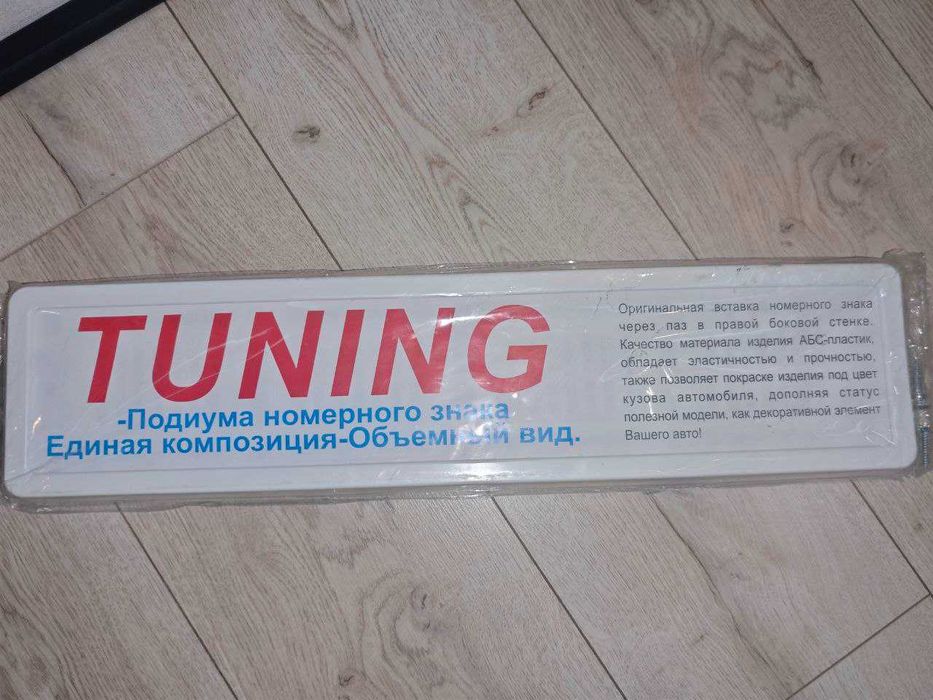 TUNING
-Подиума номерного знака
Единая композиция-Объемный вид.
Оригинальная вставка номерного знака
через паз в правой боковой стенке.
Качество материала изделия АБС-пластик,
обладает эластичностью и прочностью,
также позволяет покраске изделия под цвет
кузова автомобиля, дополняя статус
полезной модели, как декоративной элемент
Вашего авто!